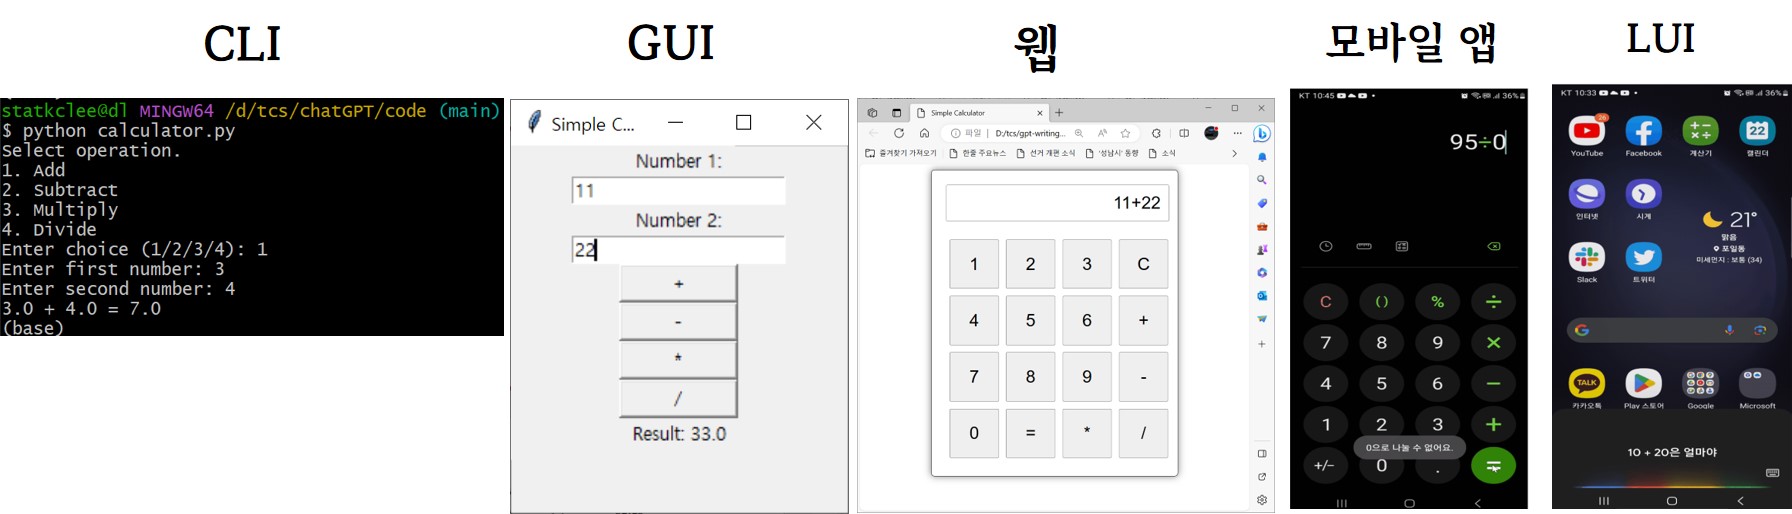 CLI
GUI
웹
모바일 앱
LUI
statkclee@dl MINGW64 /d/tcs/chatGPT/code (main)
$ python calculator.py
Select operation.
1. Add
2. Subtract
3. Multiply
4. Divide
Enter choice (1/2/3/4): 1
Enter first number: 3
Enter second number: 4
3.0 + 4.0 = 7.0
(base)
Simple C...
Number 1:
11
Number 2:
22
+
-
*
/
Result: 33.0
Simple Calculator
파일 | D:/tcs/gpt-writing...
즐겨찾기 가져오기 한줄 주요뉴스 선거 개편 소식 '성남시' 동향 소식
11+22
1 2 3 C
4 5 6 +
7 8 9 -
0 = * /
KT 10:45 36%
95÷0
C () % ÷
7 8 9 ×
4 5 6 −
1 2 3 +
0으로 나눌 수 없어요.
+/- 0 . =
KT 10:33 36%
26
22
YouTube Facebook 계산기 캘린더
인터넷 시계
21°
맑음
포일동
미세먼지 : 보통 (34)
Slack 트위터
TALK
카카오톡 Play 스토어 Google Microsoft
10 + 20은 얼마야